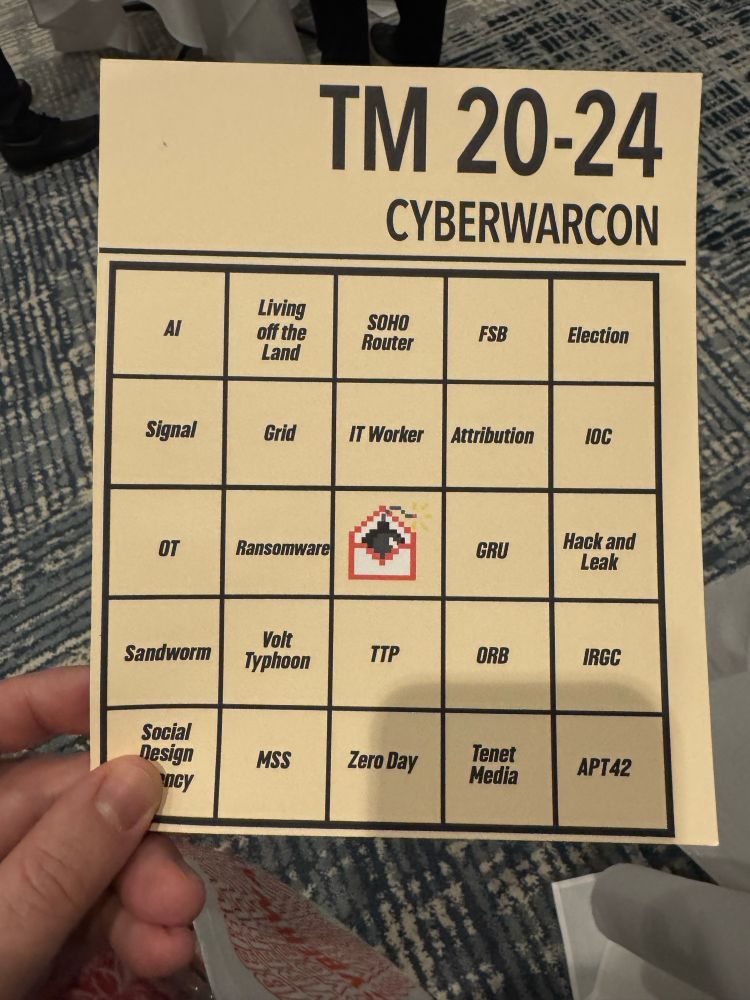 TM 20-24
CYBERWARCON
AI
Living
off the
Land
SOHO
Router
FSB
Election
Signal
Grid
IT Worker
Attribution
IOC
OT
Ransomware
GRU
Hack and
Leak
Sandworm
Volt
Typhoon
TTP
ORB
IRGC
Social
Design
MSS
Zero Day
Tenet
Media
APT42